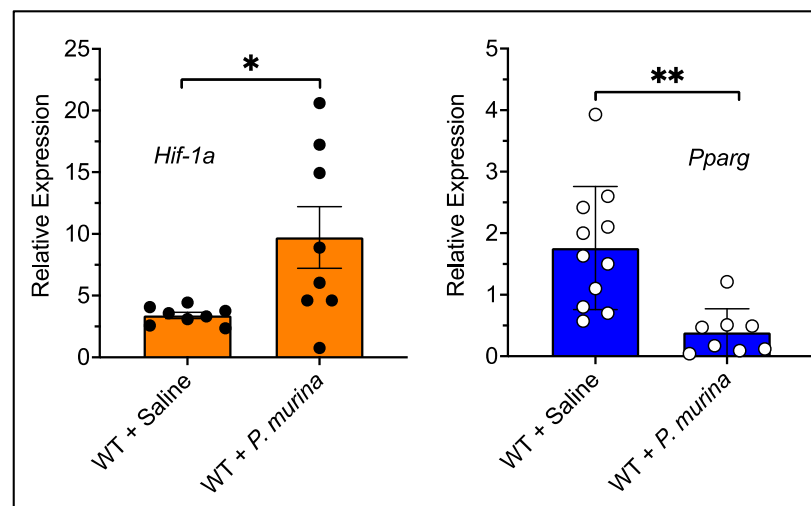 25
20
15
10
5
0
Relative Expression
*
Hif-1a
WT + Saline
WT + P. murina
5
4
3
2
1
0
Relative Expression
**
Pparg
WT + Saline
WT + P. murina